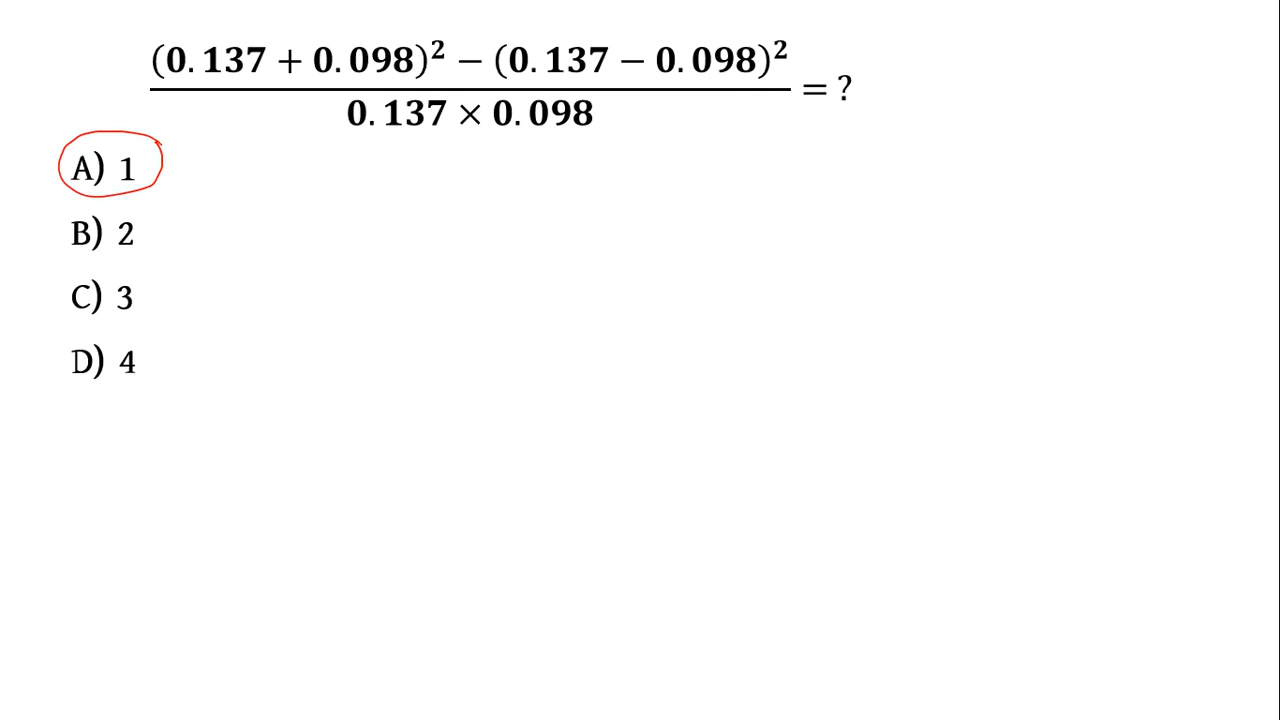 (0.137 + 0.098)² − (0.137 − 0.098)²
0.137 × 0.098
= ?
A) 1
B) 2
C) 3
D) 4